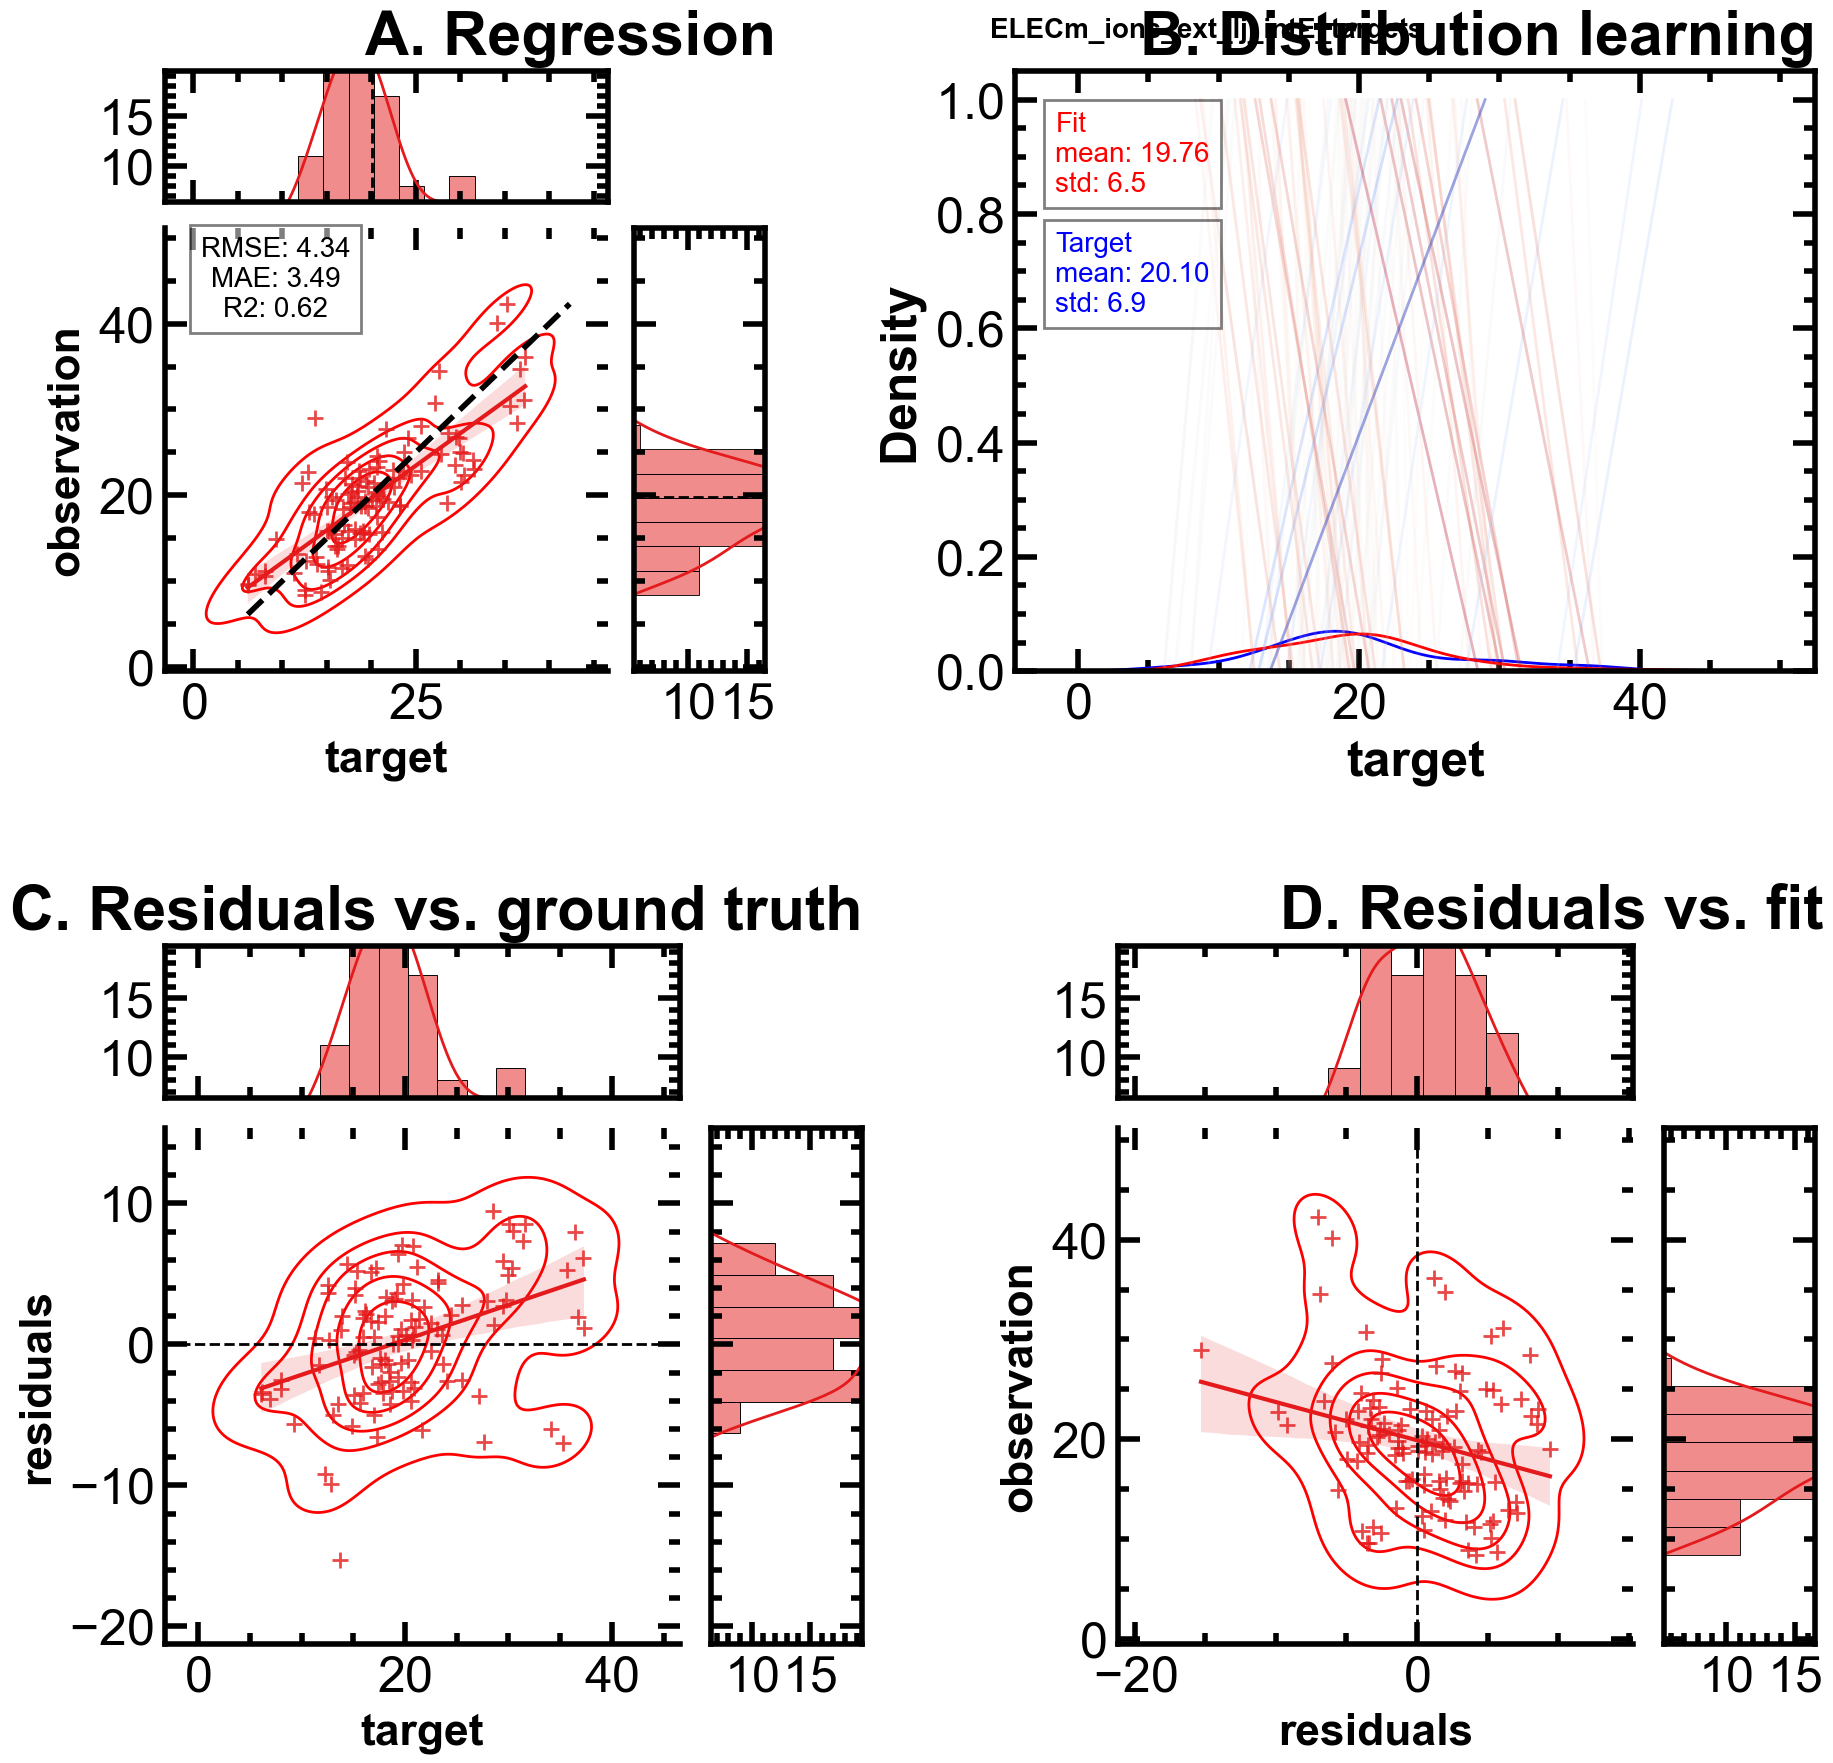 A. Regression
ELECm_ions_ext_lj_intE_targets
B. Distribution learning
15
10
RMSE: 4.34
MAE: 3.49
R2: 0.62
40
20
0
observation
0
25
10
15
target
1.0
0.8
0.6
0.4
0.2
0.0
Density
Fit
mean: 19.76
std: 6.5
Target
mean: 20.10
std: 6.9
0
20
40
target
C. Residuals vs. ground truth
15
10
10
0
−10
−20
residuals
0
20
40
10
15
target
D. Residuals vs. fit
15
10
40
20
0
observation
−20
0
10
15
residuals